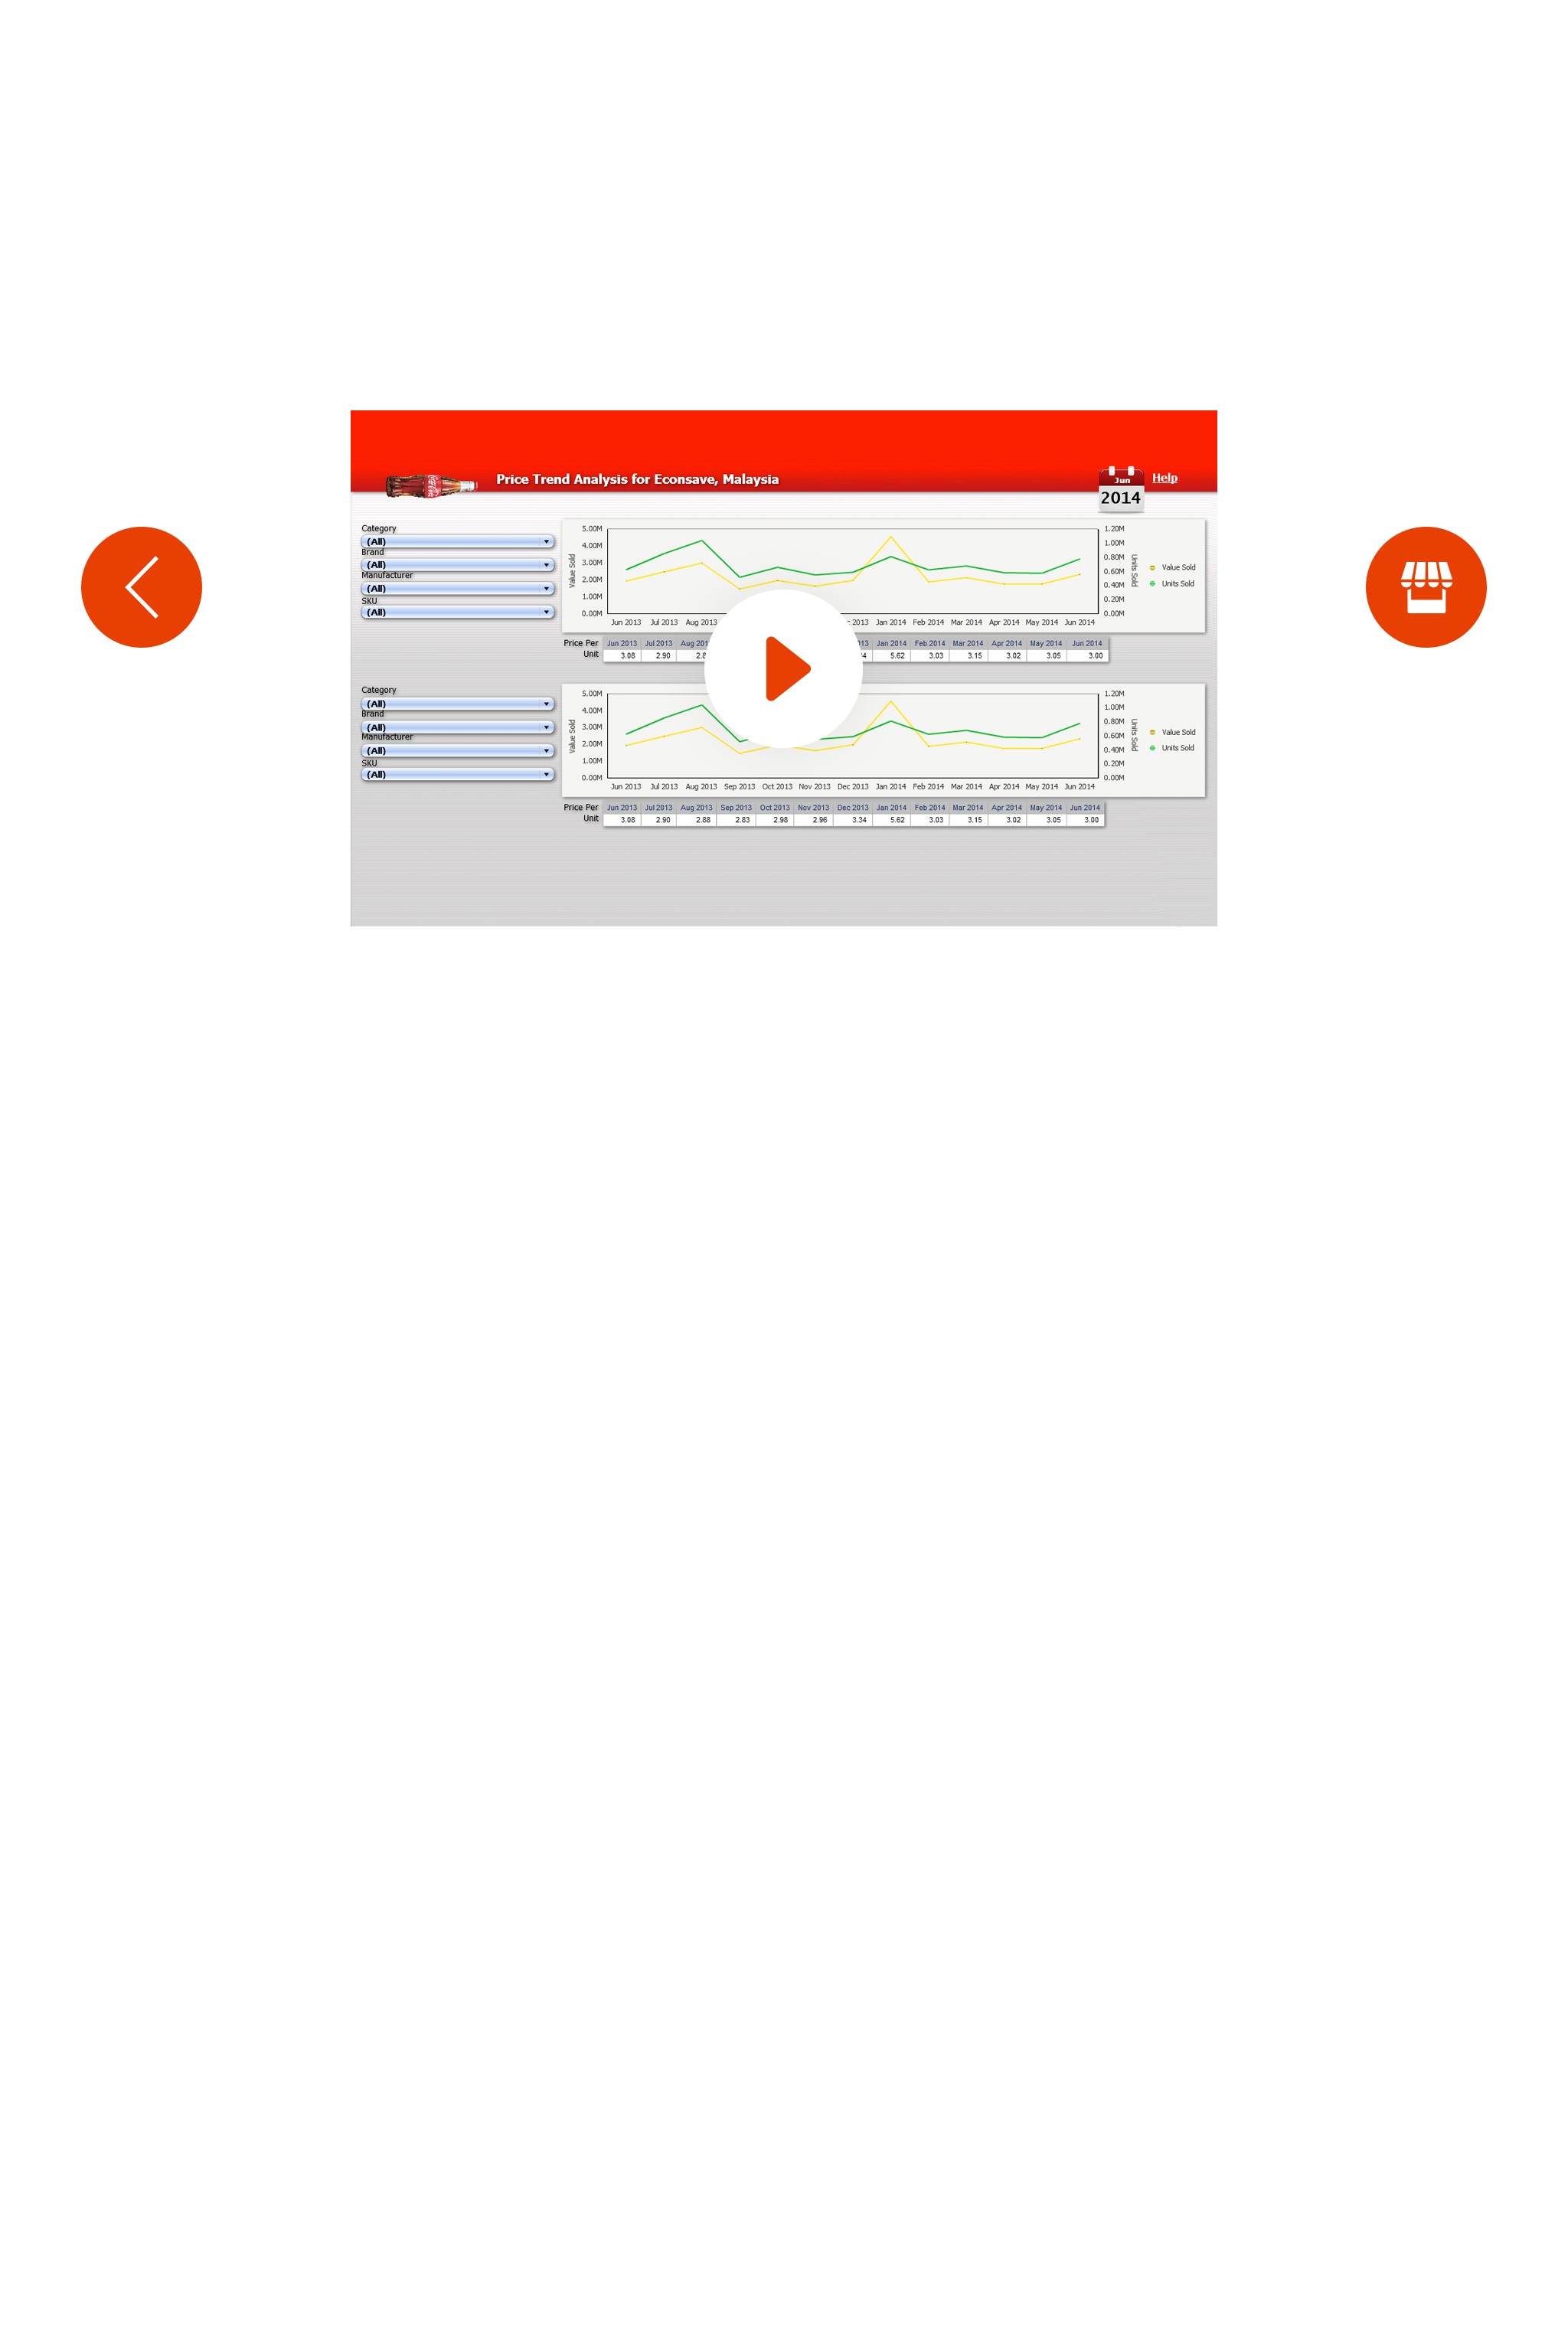 Price Trend Analysis for Econsave, Malaysia
Jun
2014
Help
Category
(All)
Brand
(All)
Manufacturer
(All)
SKU
(All)
Value Sold
5.00M
4.00M
3.00M
2.00M
1.00M
0.00M
1.20M
1.00M
0.80M
0.60M
0.40M
0.20M
0.00M
Units Sold
Value Sold
Units Sold
Jun 2013 Jul 2013 Aug 2013 2013 Jan 2014 Feb 2014 Mar 2014 Apr 2014 May 2014 Jun 2014
Price Per Unit
Jun 2013 Jul 2013 Jan 2014 Feb 2014 Mar 2014 Apr 2014 May 2014 Jun 2014
3.08 2.90 5.62 3.03 3.15 3.02 3.05 3.00
Category
(All)
Brand
(All)
Manufacturer
(All)
SKU
(All)
Value Sold
5.00M
4.00M
3.00M
2.00M
1.00M
0.00M
1.20M
1.00M
0.80M
0.60M
0.40M
0.20M
0.00M
Units Sold
Value Sold
Units Sold
Jun 2013 Jul 2013 Aug 2013 Sep 2013 Oct 2013 Nov 2013 Dec 2013 Jan 2014 Feb 2014 Mar 2014 Apr 2014 May 2014 Jun 2014
Price Per Unit
Jun 2013 Jul 2013 Aug 2013 Sep 2013 Oct 2013 Nov 2013 Dec 2013 Jan 2014 Feb 2014 Mar 2014 Apr 2014 May 2014 Jun 2014
3.08 2.90 2.88 2.83 2.98 2.96 3.34 5.62 3.03 3.15 3.02 3.05 3.00